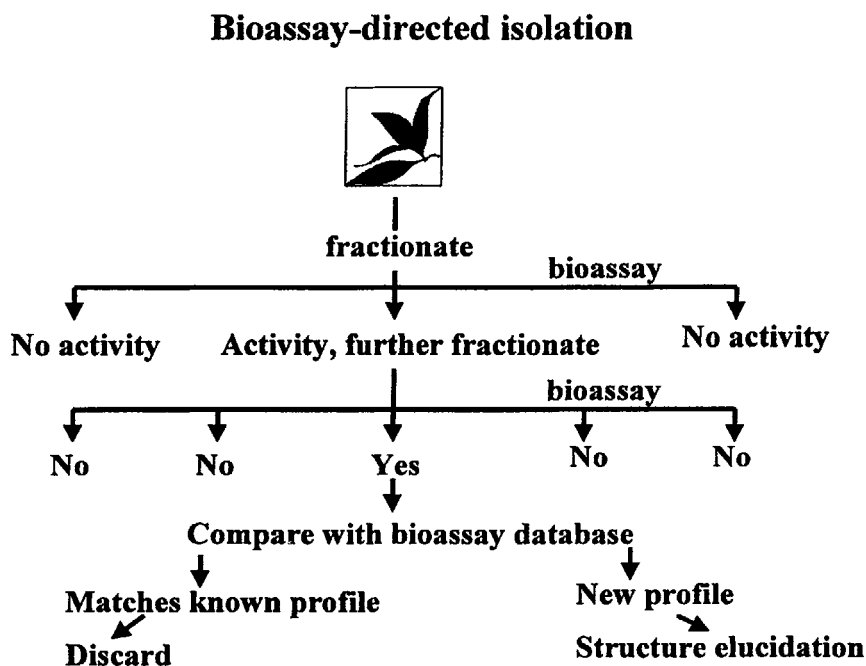 Bioassay-directed isolation
fractionate
bioassay
No activity
Activity, further fractionate
No activity
bioassay
No
No
Yes
No
No
Compare with bioassay database
Matches known profile
New profile
Discard
Structure elucidation